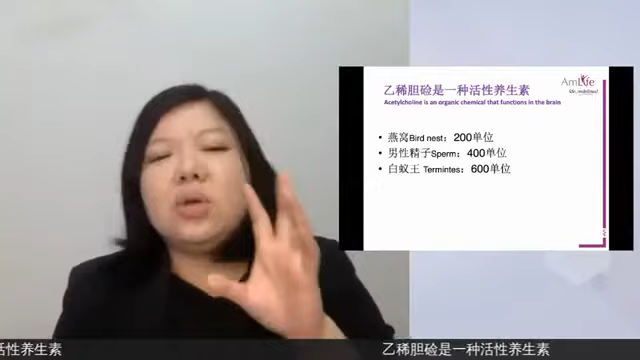 AmLife
life, redefined
乙稀胆硷是一种活性养生素
Acetylcholine is an organic chemical that functions in the brain
• 燕窝Bird nest：200单位
• 男性精子Sperm：400单位
• 白蚁王 Termintes：600单位
活性养生素
乙稀胆硷是一种活性养生素